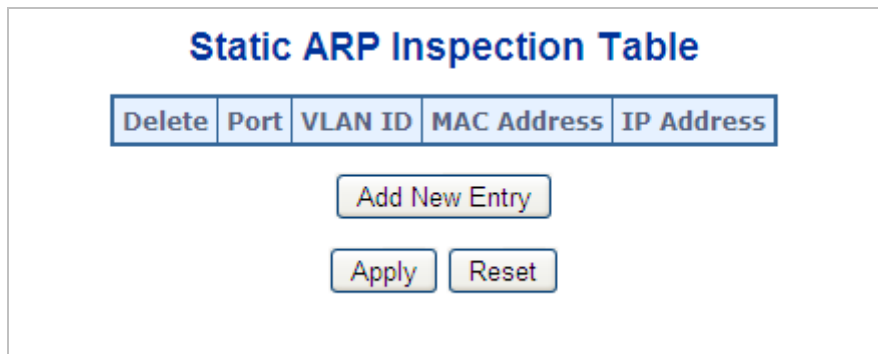 Static ARP Inspection Table
Delete Port VLAN ID MAC Address IP Address
Add New Entry
Apply Reset